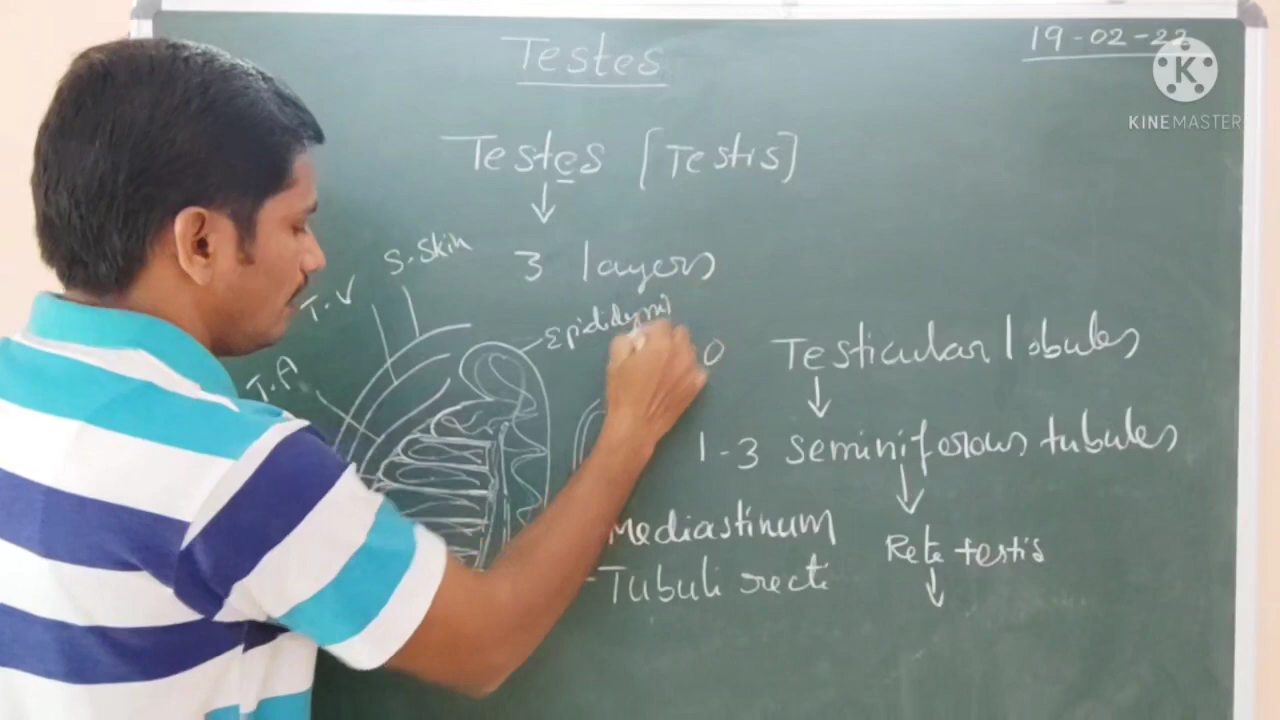 Testes
19-02-22
KINEMASTER
Testes [Testis]
S.Skin
3 layers
T.V
T.A
Testicular lobules
1-3 Seminiferous tubules
Mediastinum
Rete testis
Tubuli recti